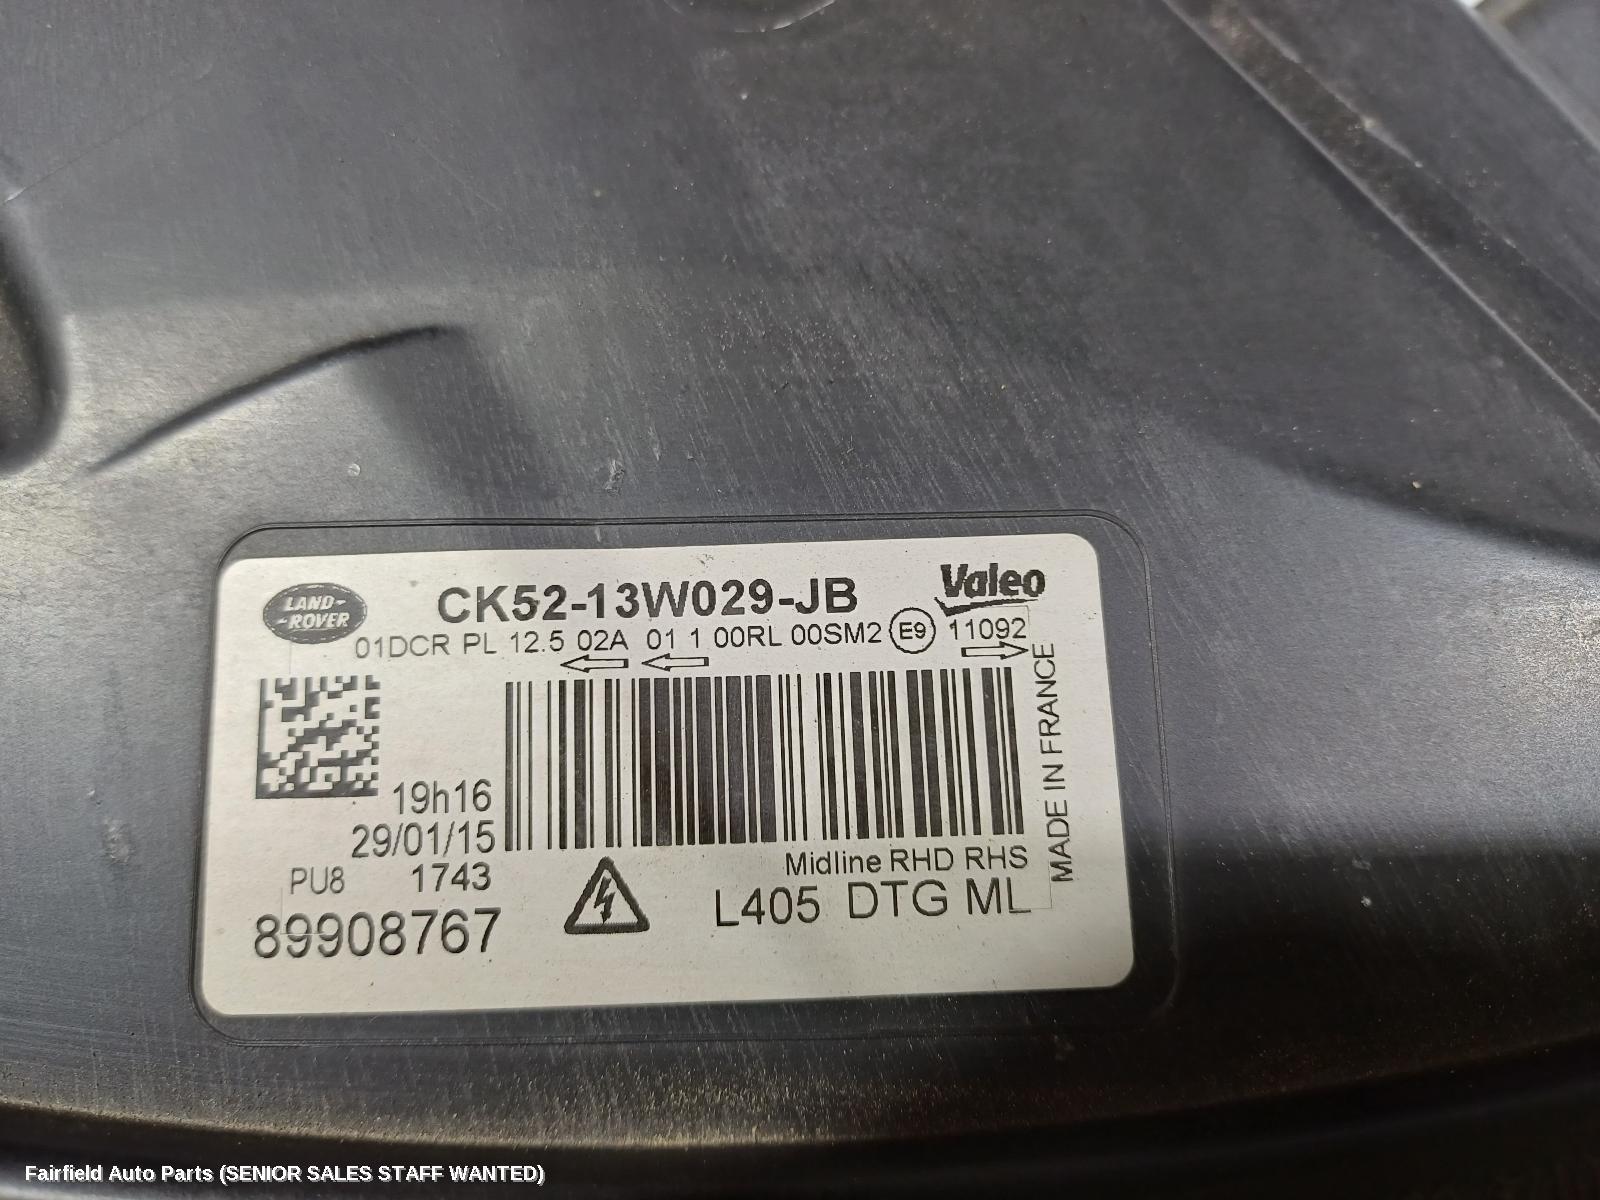 LAND-
-ROVER
CK52-13W029-JB
Valeo
01DCR PL 12.5 02A 01 1 00RL 00SM2 E9 11092
MADE IN FRANCE
19h16
29/01/15
PU8 1743
89908767
Midline RHD RHS
L405 DTG ML
Fairfield Auto Parts (SENIOR SALES STAFF WANTED)